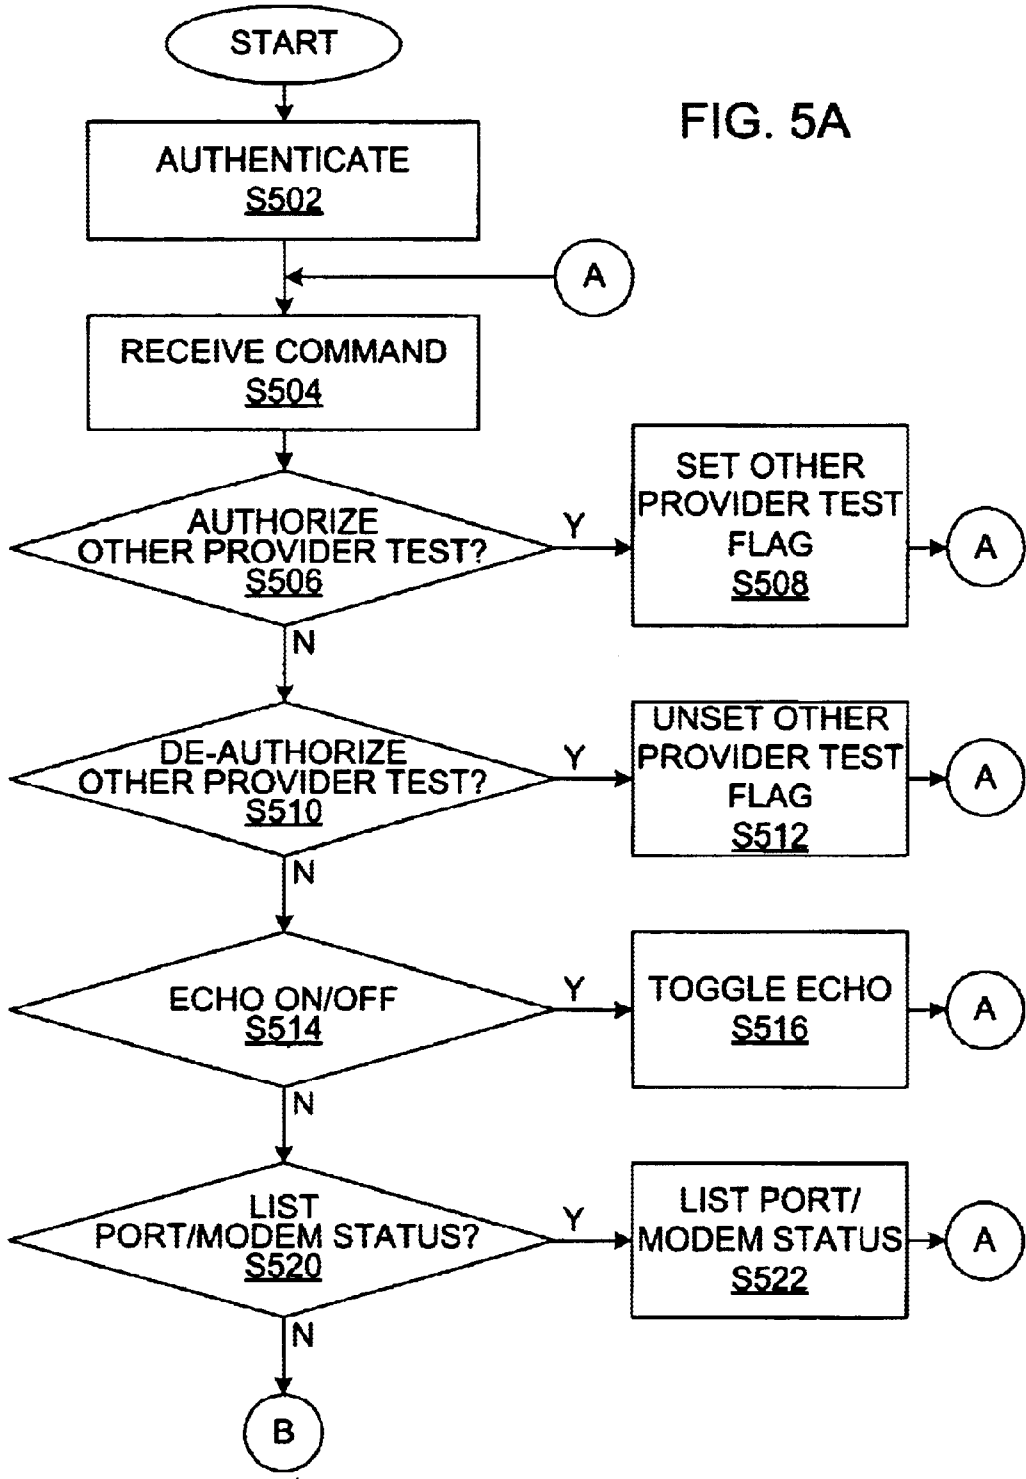 START
FIG. 5A
AUTHENTICATE
S502
A
RECEIVE COMMAND
S504
AUTHORIZE
OTHER PROVIDER TEST?
S506
Y
SET OTHER
PROVIDER TEST
FLAG
S508
A
N
DE-AUTHORIZE
OTHER PROVIDER TEST?
S510
Y
UNSET OTHER
PROVIDER TEST
FLAG
S512
A
N
ECHO ON/OFF
S514
Y
TOGGLE ECHO
S516
A
N
LIST
PORT/MODEM STATUS?
S520
Y
LIST PORT/
MODEM STATUS
S522
A
N
B